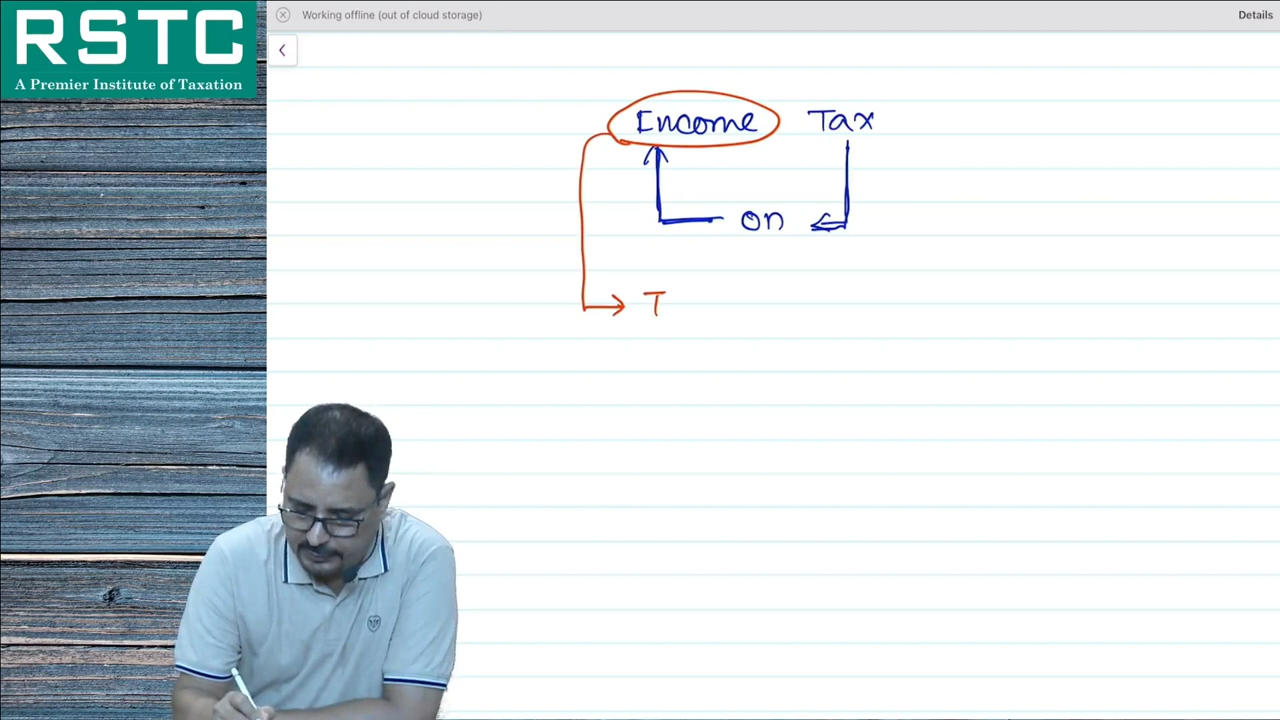 RSTC
A Premier Institute of Taxation
Working offline (out of cloud storage)
Details
Income Tax
on
T